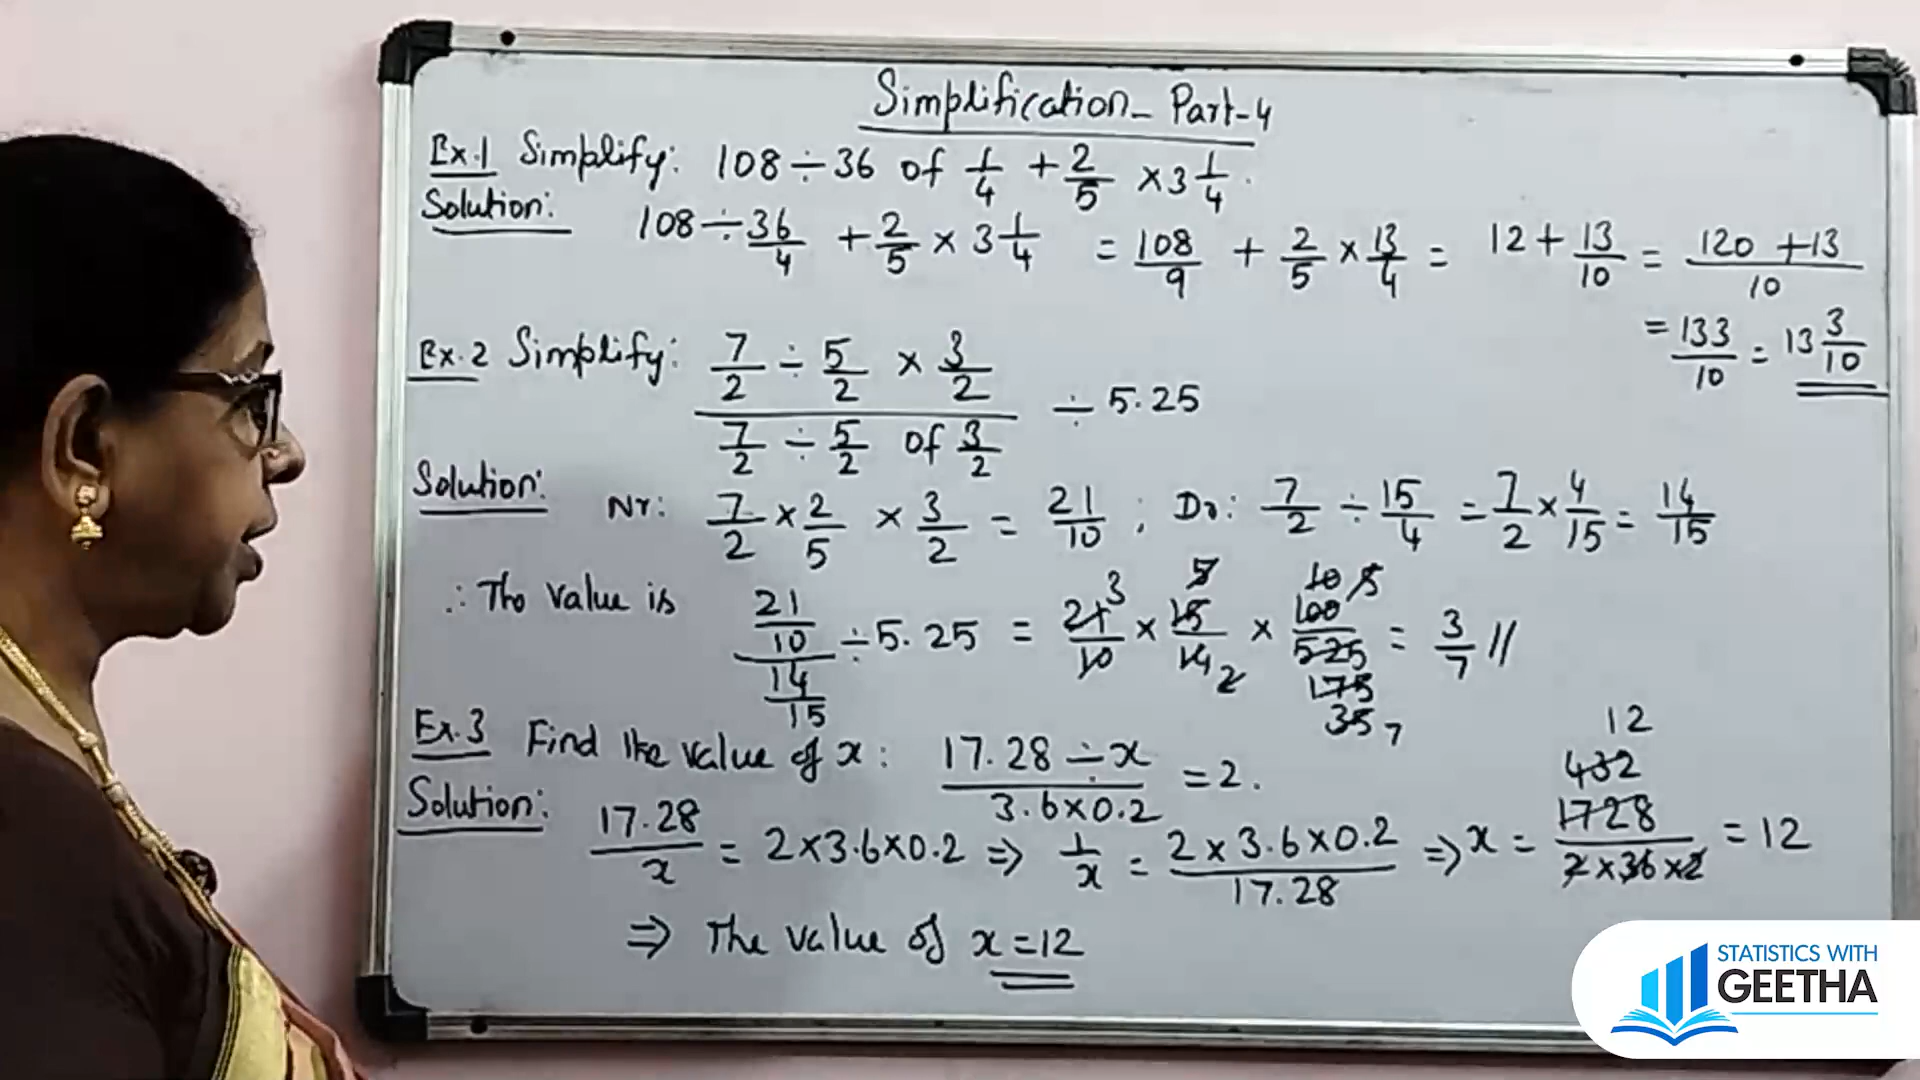 Simplification - Part-4
Ex.1 Simplify: 108 ÷ 36 of 1/4 + 2/5 × 3 1/4.
Solution: 108 ÷ 36/4 + 2/5 × 3 1/4 = 108/9 + 2/5 × 13/4 = 12 + 13/10 = (120 + 13)/10
= 133/10 = 13 3/10
Ex.2 Simplify: (7/2 ÷ 5/2 × 3/2)/(7/2 ÷ 5/2 of 3/2) ÷ 5.25
Solution: Nr: 7/2 × 2/5 × 3/2 = 21/10 ; Dr: 7/2 ÷ 15/4 = 7/2 × 4/15 = 14/15
∴ The value is (21/10)/(14/15) ÷ 5.25 = 21/10 × 15/14 × 100/525 = 3/7 //
Ex.3 Find the value of x: (17.28 ÷ x)/(3.6×0.2) = 2.
Solution: 17.28/x = 2×3.6×0.2 ⇒ 1/x = (2 × 3.6×0.2)/17.28 ⇒ x = 1728/(2×36×2) = 12
⇒ The value of x = 12
STATISTICS WITH
GEETHA